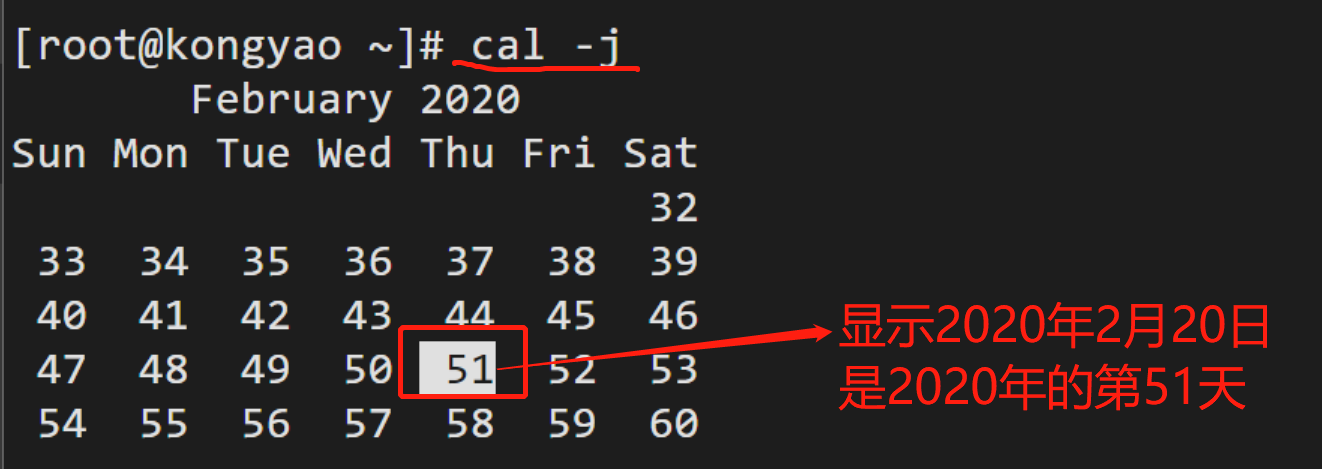 [root@kongyao ~]# cal -j
February 2020
Sun Mon Tue Wed Thu Fri Sat
32
33 34 35 36 37 38 39
40 41 42 43 44 45 46
47 48 49 50 51 52 53
54 55 56 57 58 59 60
显示2020年2月20日
是2020年的第51天